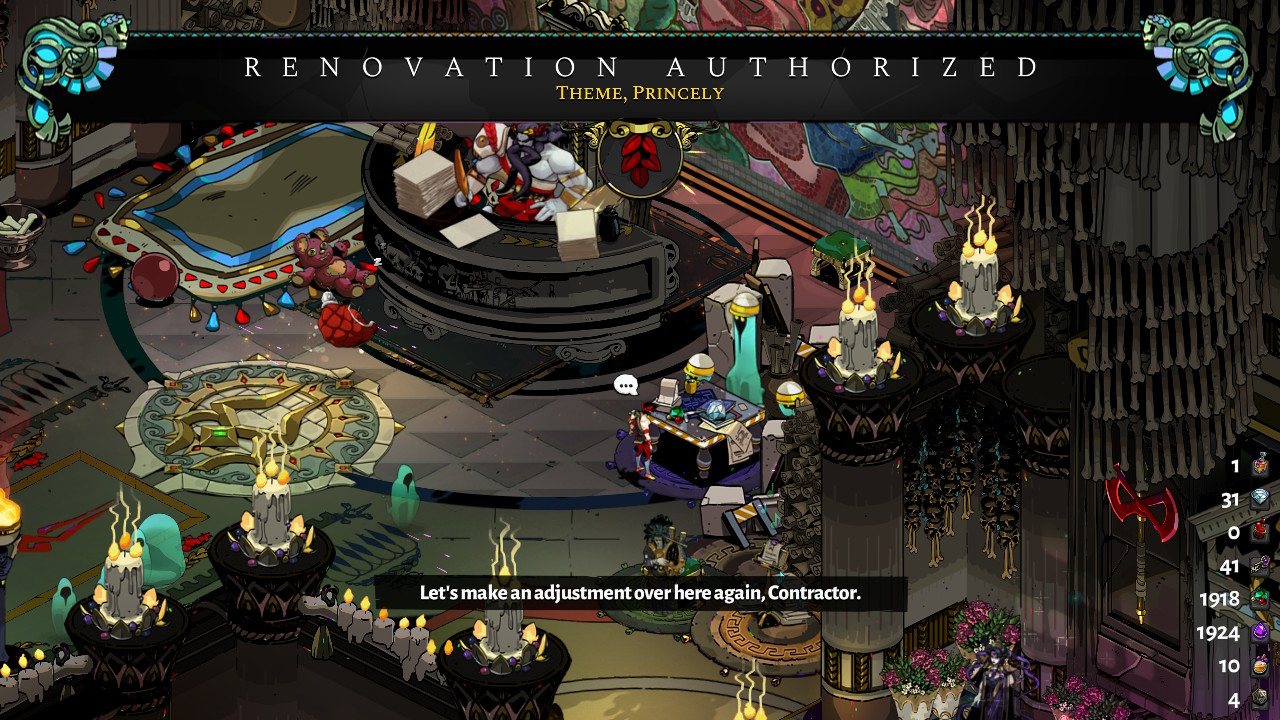 RENOVATION AUTHORIZED
THEME, PRINCELY
z
Let's make an adjustment over here again, Contractor.
1
31
0
41
1918
1924
10
4